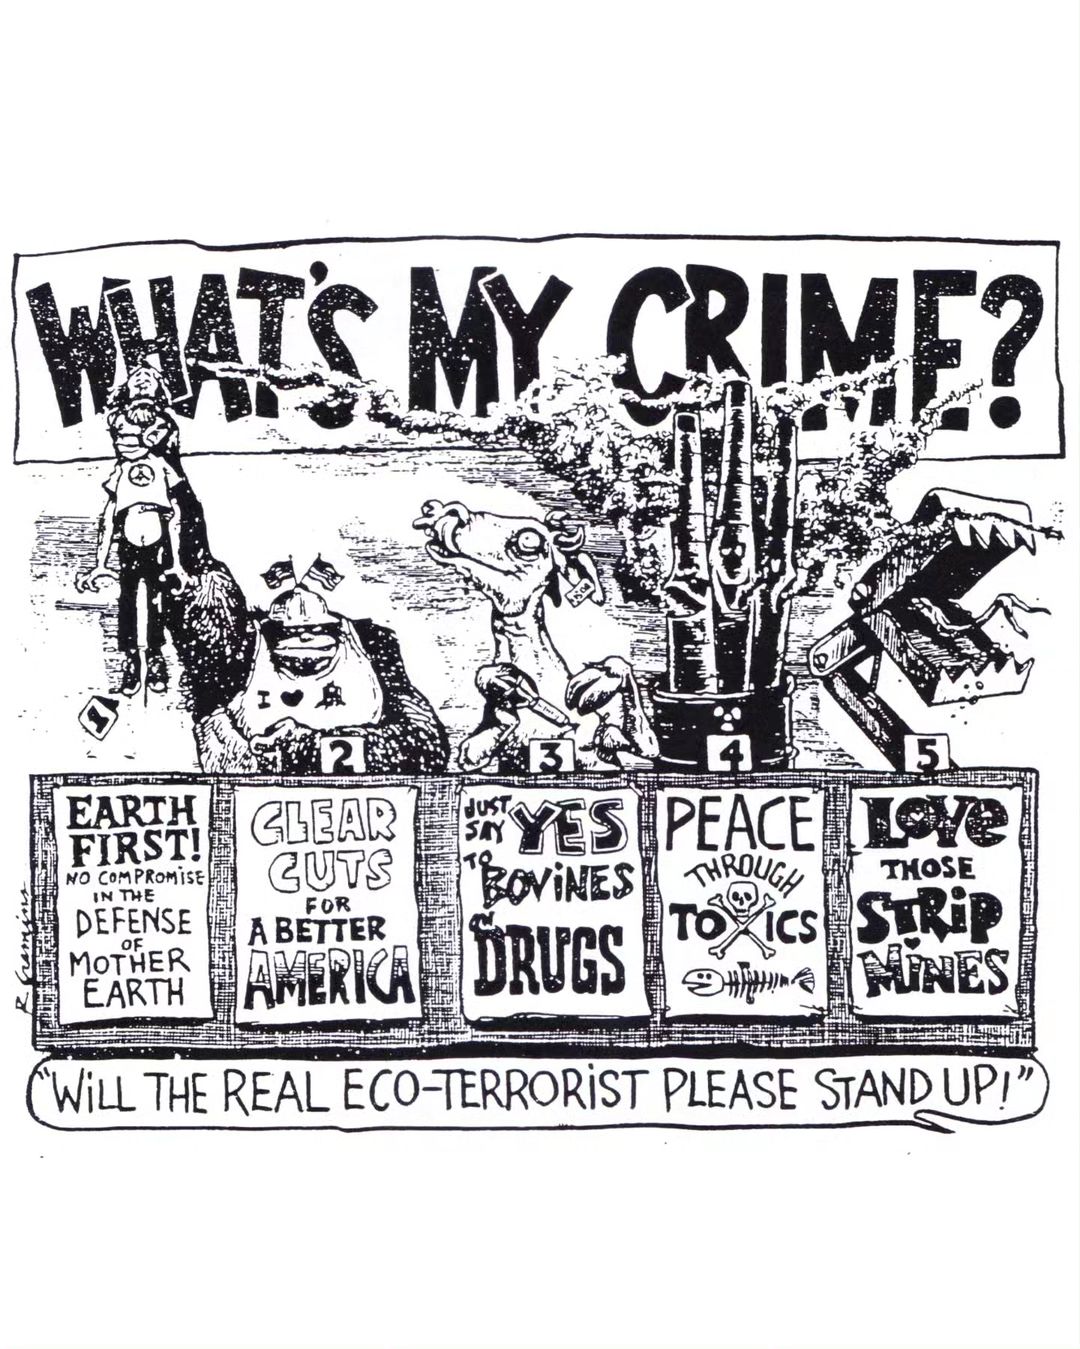 WHAT'S MY CRIME?
I ♥
1
2
3
4
5
EARTH
FIRST!
NO COMPROMISE
IN THE
DEFENSE
OF
MOTHER
EARTH
CLEAR
CUTS
FOR
A BETTER
AMERICA
JUST
SAY
YES
TO
BOViNES
ON
DRUGS
PEACE
THROUGH
TOXICS
LOVe
THOSE
STRiP
MiNES
"WiLL THE REAL ECO-TERRORiST PLEASE STAND UP!"